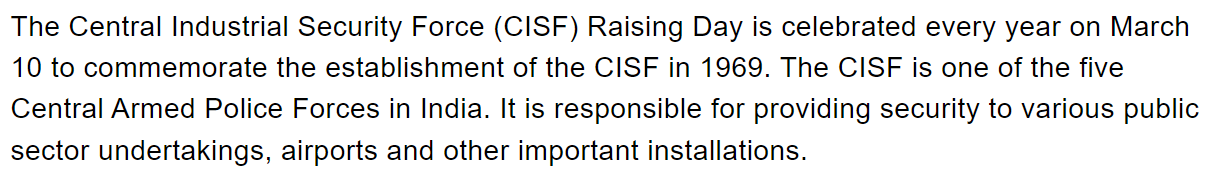 The Central Industrial Security Force (CISF) Raising Day is celebrated every year on March
10 to commemorate the establishment of the CISF in 1969. The CISF is one of the five
Central Armed Police Forces in India. It is responsible for providing security to various public
sector undertakings, airports and other important installations.